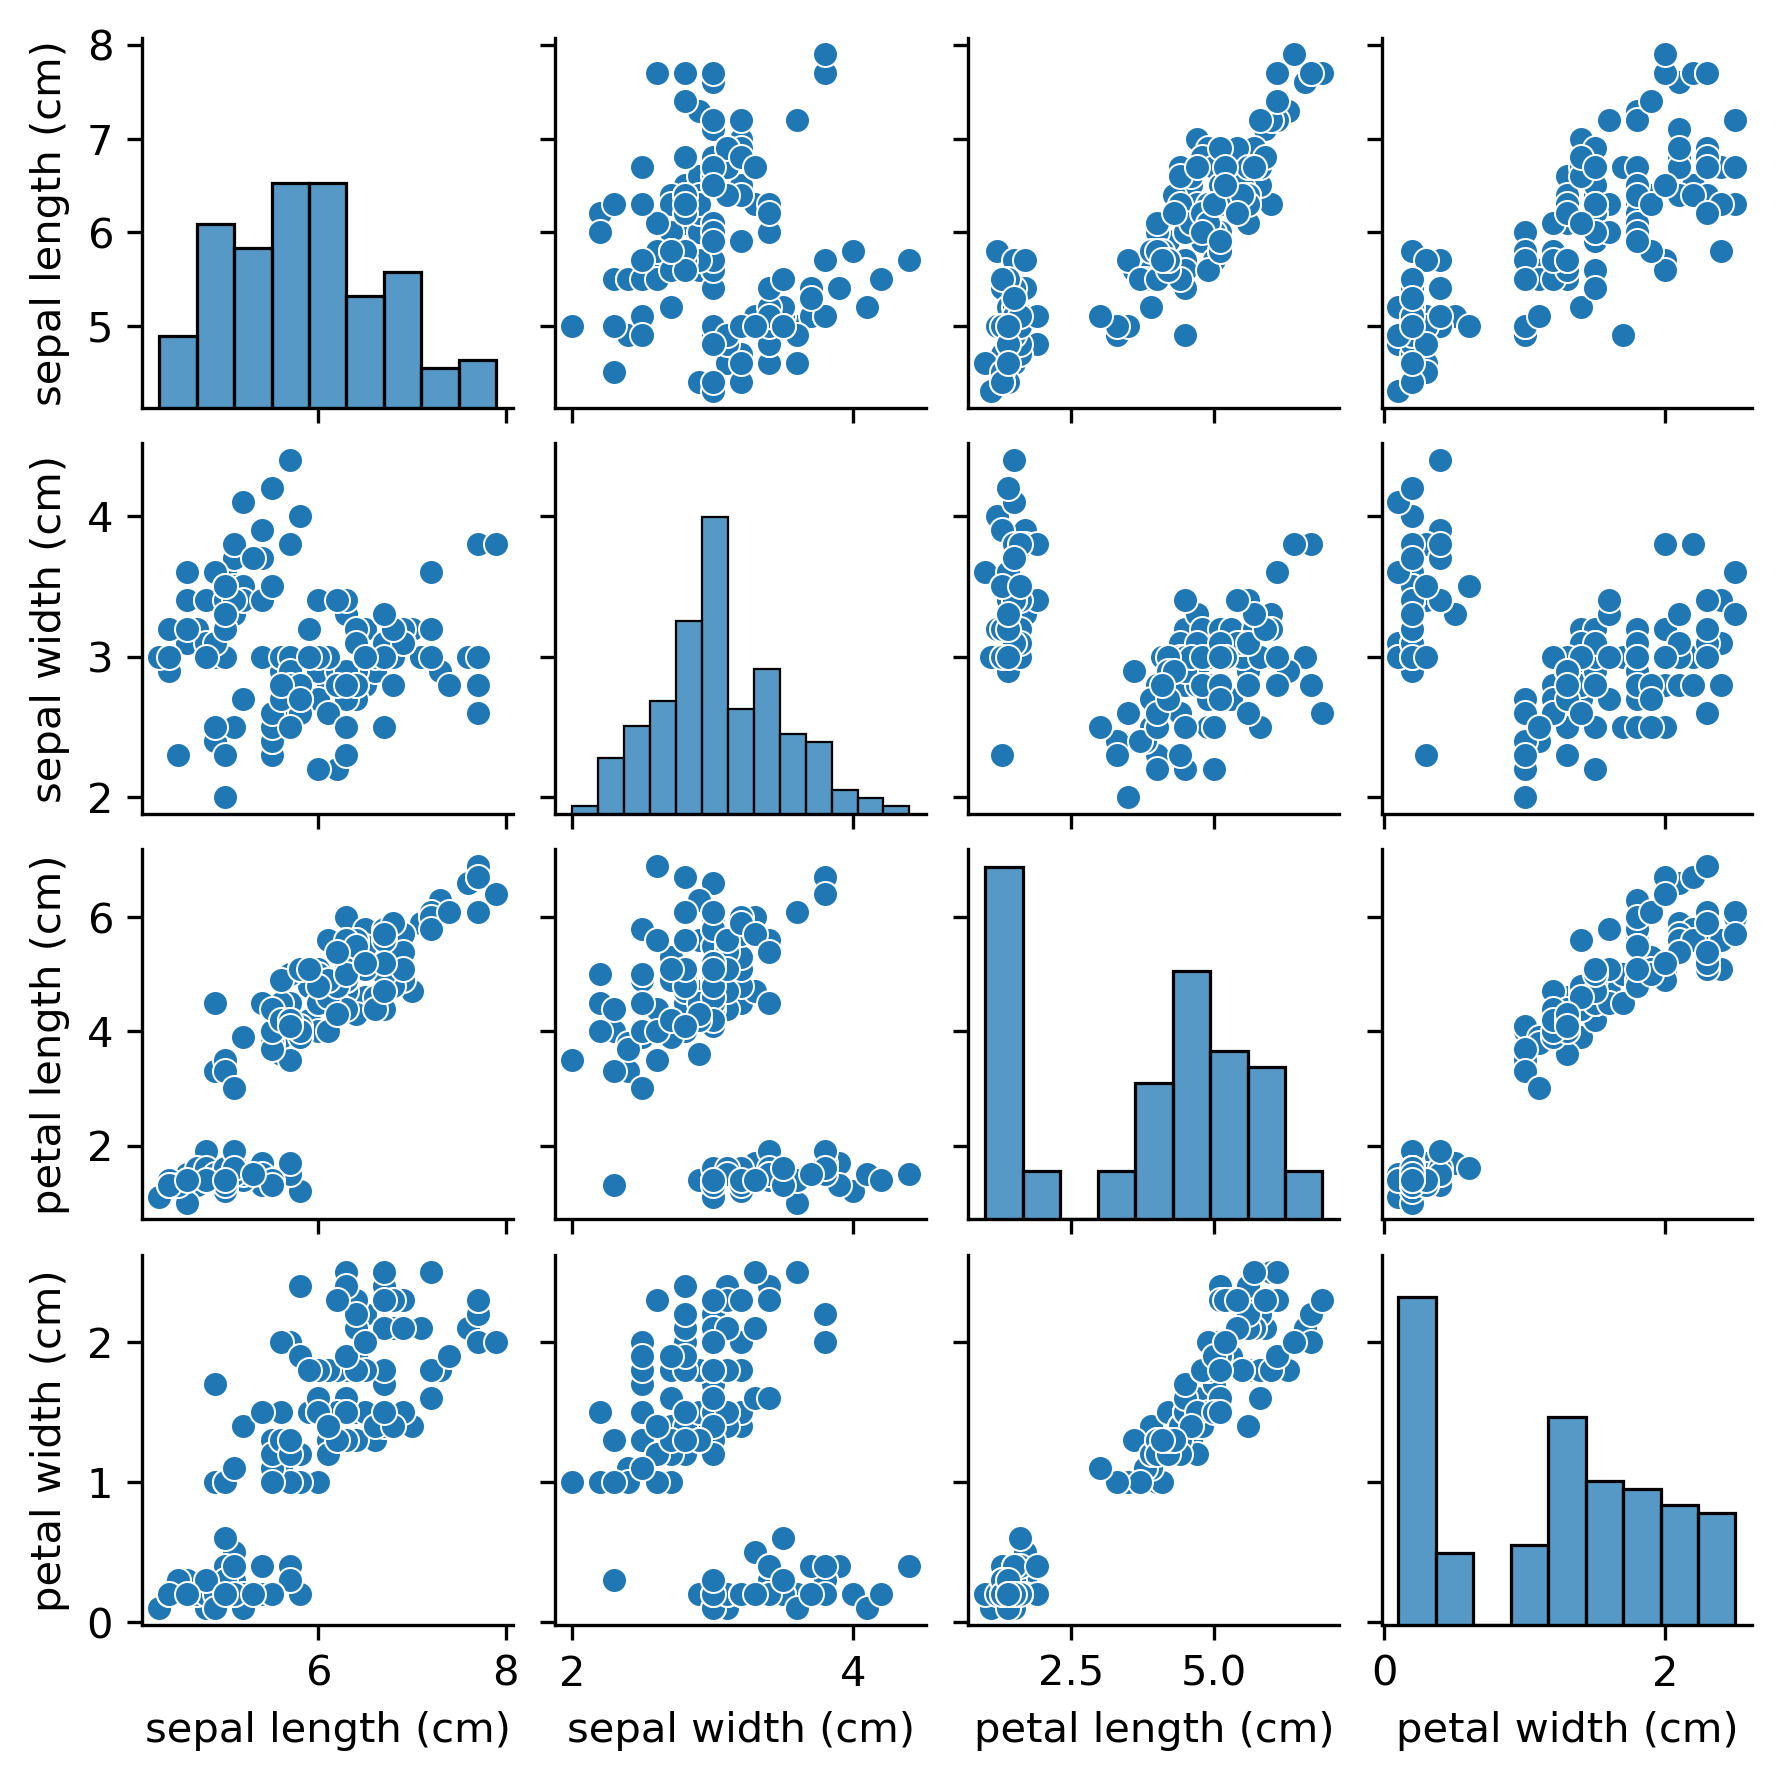 sepal length (cm)
8
7
6
5
sepal width (cm)
4
3
2
petal length (cm)
6
4
2
petal width (cm)
2
1
0
6 8 2 4 2.5 5.0 0 2
sepal length (cm) sepal width (cm) petal length (cm) petal width (cm)